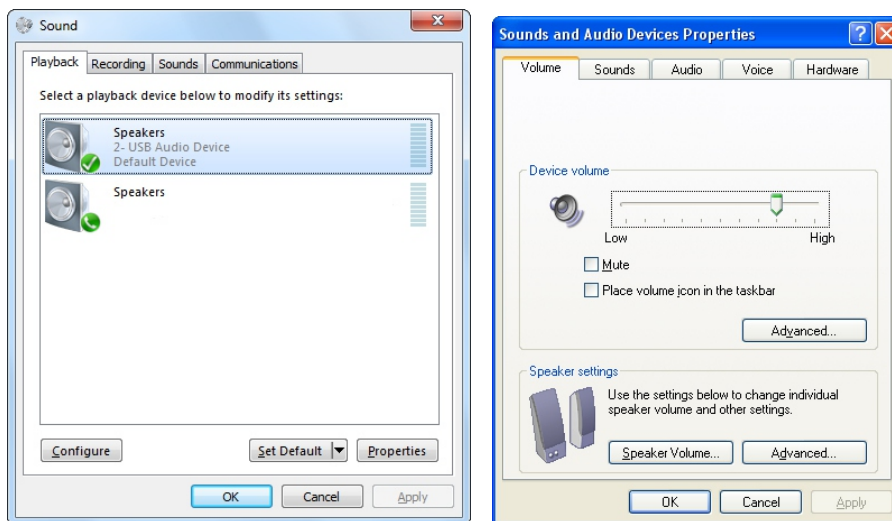 Sound
Playback Recording Sounds Communications
Select a playback device below to modify its settings:
Speakers
2- USB Audio Device
Default Device
Speakers
Configure Set Default Properties
OK Cancel Apply
Sounds and Audio Devices Properties
Volume Sounds Audio Voice Hardware
Device volume
Low High
Mute
Place volume icon in the taskbar
Advanced...
Speaker settings
Use the settings below to change individual
speaker volume and other settings.
Speaker Volume... Advanced...
OK Cancel Apply